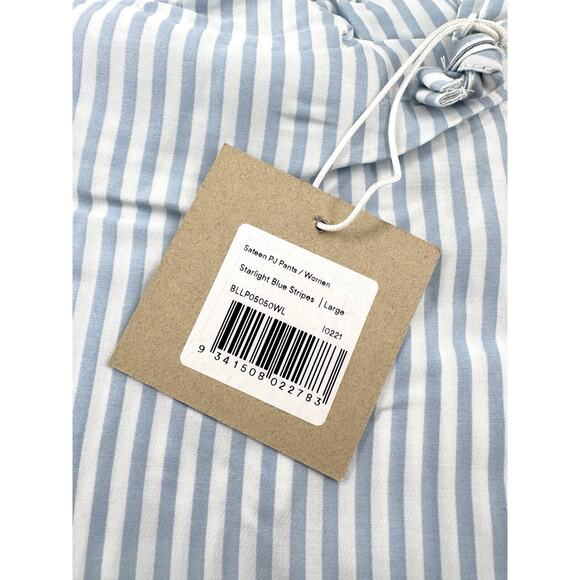 Sateen PJ Pants / Women
Starlight Blue Stripes | Large
BLLP05050WL I0221
9 341508 022783